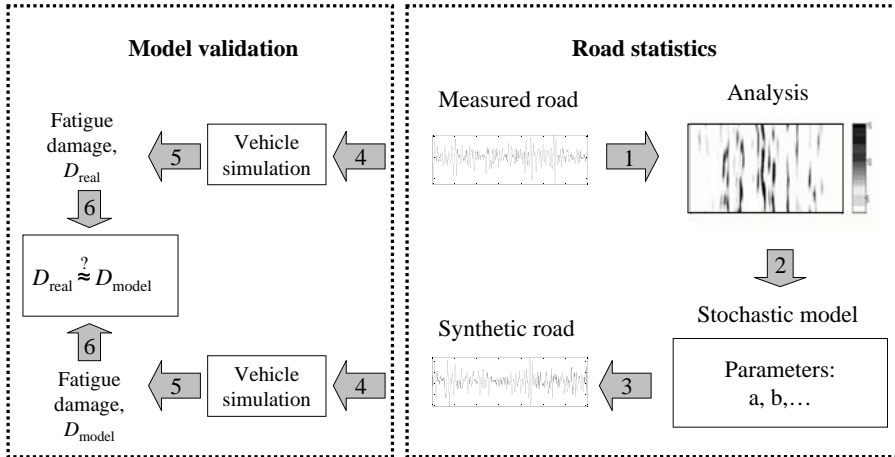 Model validation
Fatigue
damage,
D_real
5
Vehicle
simulation
4
6
D_real ≈? D_model
6
Fatigue
damage,
D_model
5
Vehicle
simulation
4
Road statistics
Measured road
1
Analysis
2
Stochastic model
Parameters:
a, b,…
3
Synthetic road